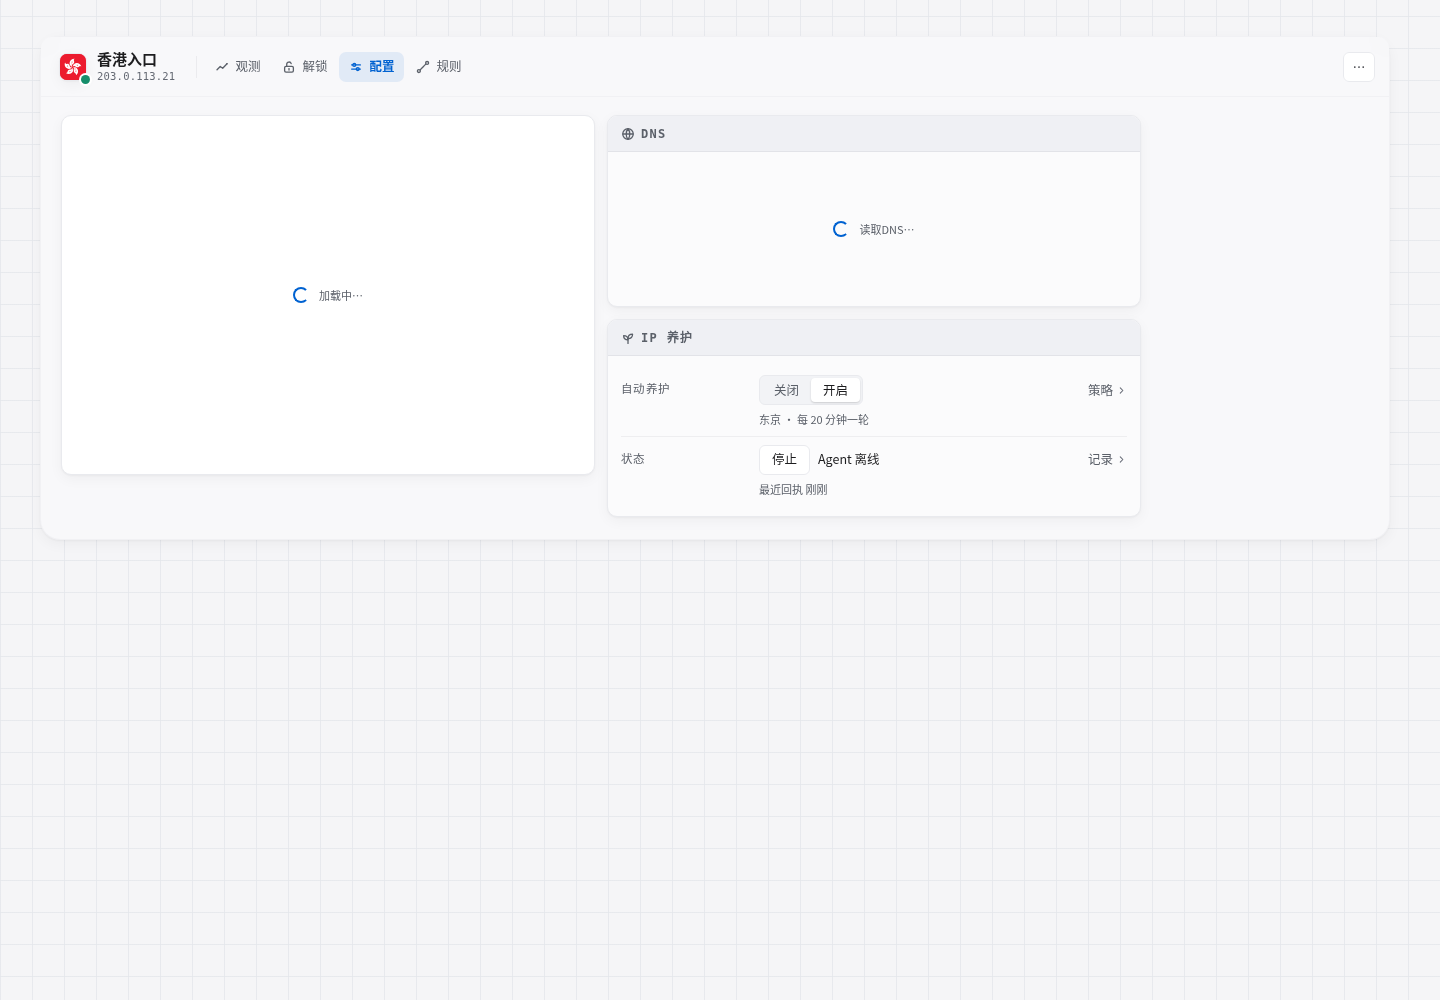 香港入口
203.0.113.21
观测
解锁
配置
规则
···
加载中···
DNS
读取DNS···
IP 养护
自动养护
关闭
开启
策略
东京 · 每 20 分钟一轮
状态
停止
Agent 离线
记录
最近回执 刚刚